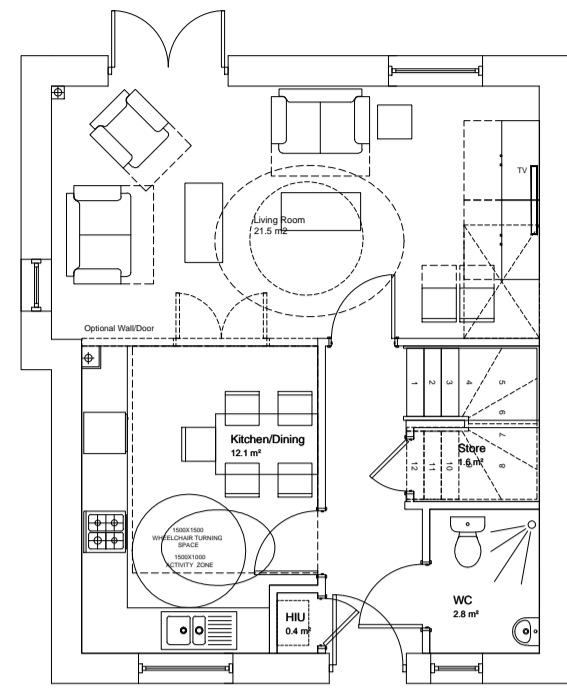 TV
Living Room
21.5 m2
Optional Wall/Door
1
2
3
4
5
6
7
8
9
10
11
12
Kitchen/Dining
12.1 m²
Store
1.6 m²
1500X1500
WHEELCHAIR TURNING
SPACE
1500X1000
ACTIVITY ZONE
HIU
0.4 m²
WC
2.8 m²